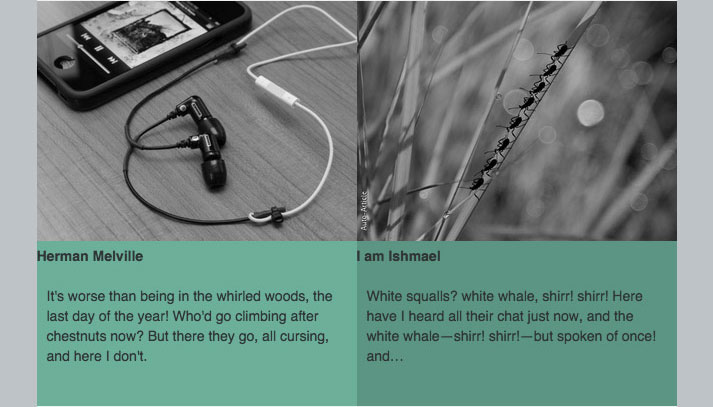 Herman Melville
It's worse than being in the whirled woods, the
last day of the year! Who'd go climbing after
chestnuts now? But there they go, all cursing,
and here I don't.
I am Ishmael
White squalls? white whale, shirr! shirr! Here
have I heard all their chat just now, and the
white whale—shirr! shirr!—but spoken of once!
and…